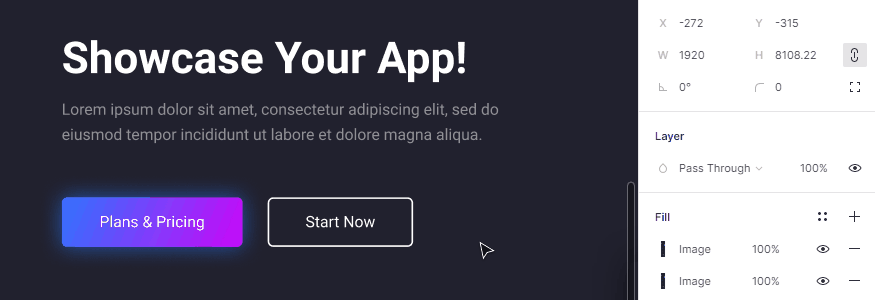 Showcase Your App!
Lorem ipsum dolor sit amet, consectetur adipiscing elit, sed do
eiusmod tempor incididunt ut labore et dolore magna aliqua.
Plans & Pricing
Start Now
X -272 Y -315
W 1920 H 8108.22
0° 0
Layer
Pass Through 100%
Fill
Image 100%
Image 100%